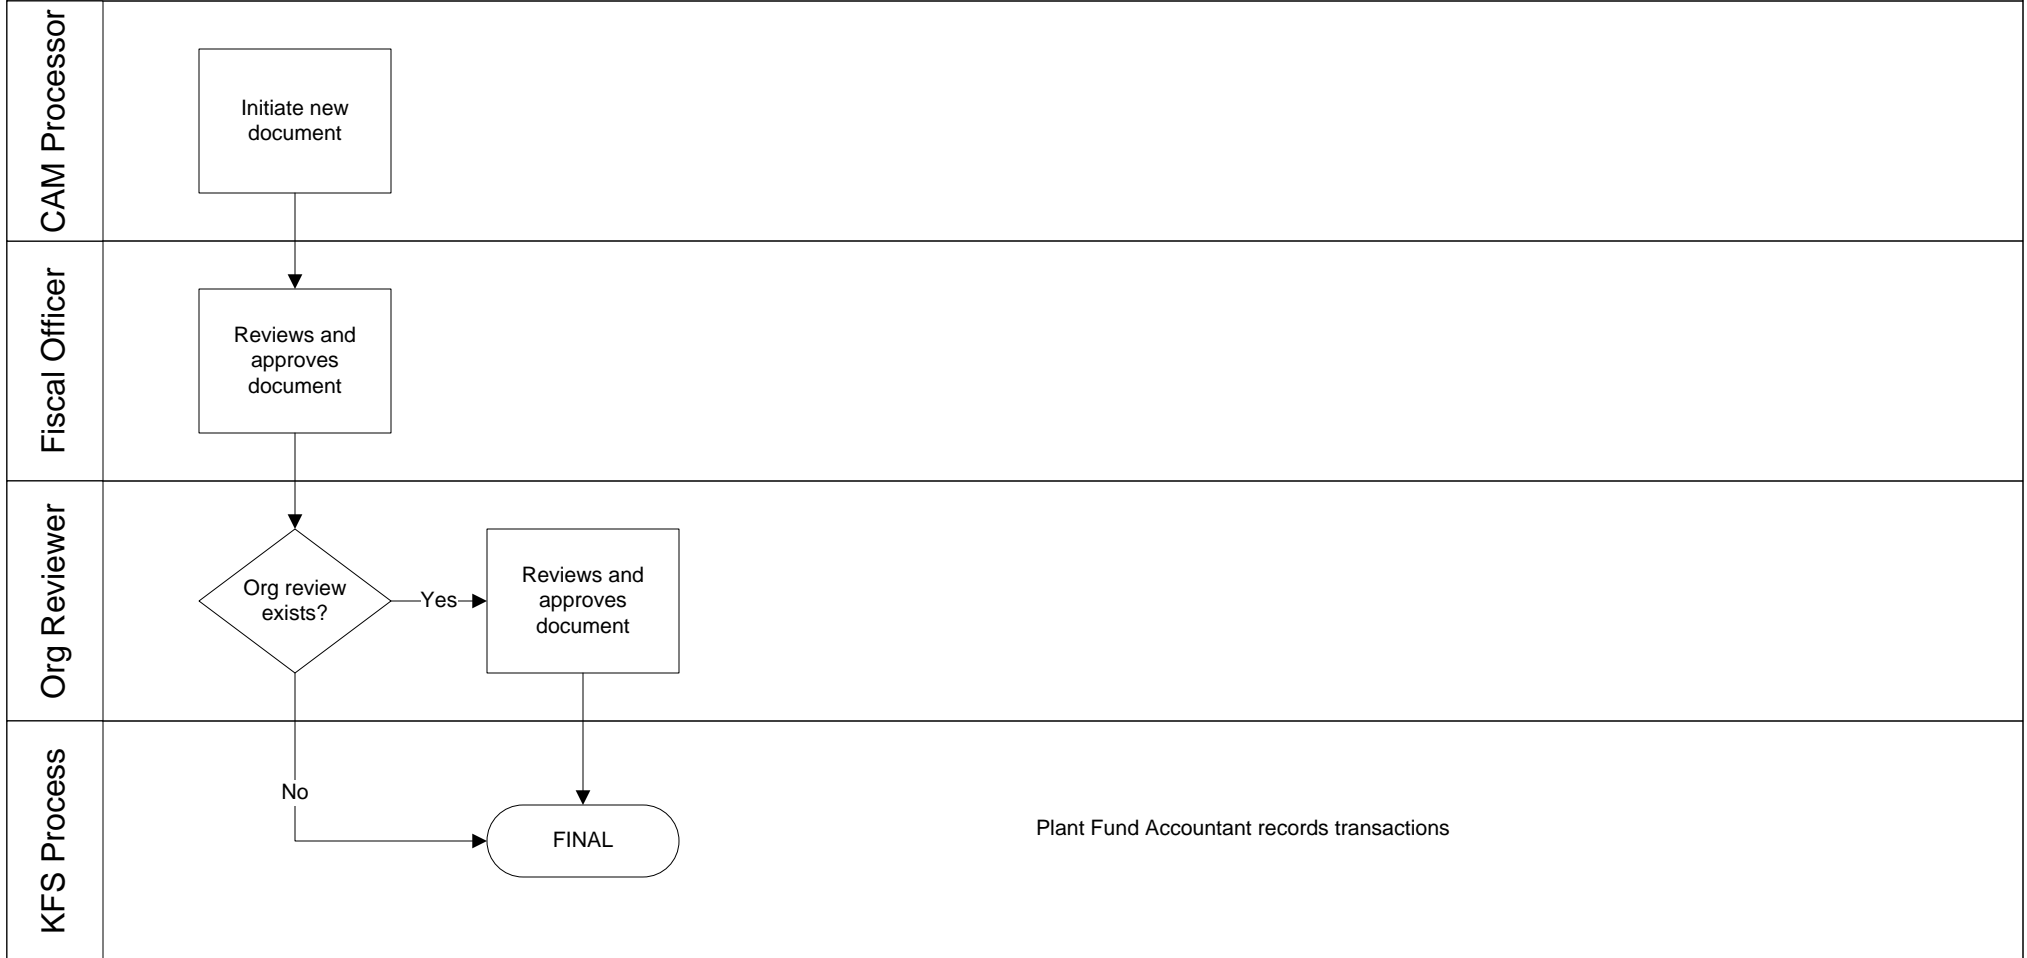 CAM Processor
Initiate new
document
Fiscal Officer
Reviews and
approves
document
Org Reviewer
Org review
exists?
Yes
Reviews and
approves
document
KFS Process
No
FINAL
Plant Fund Accountant records transactions